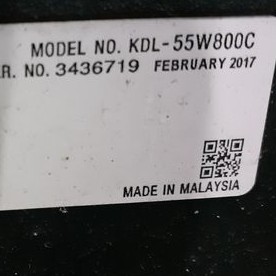 MODEL NO. KDL-55W800C
R. NO. 3436719 FEBRUARY 2017
MADE IN MALAYSIA